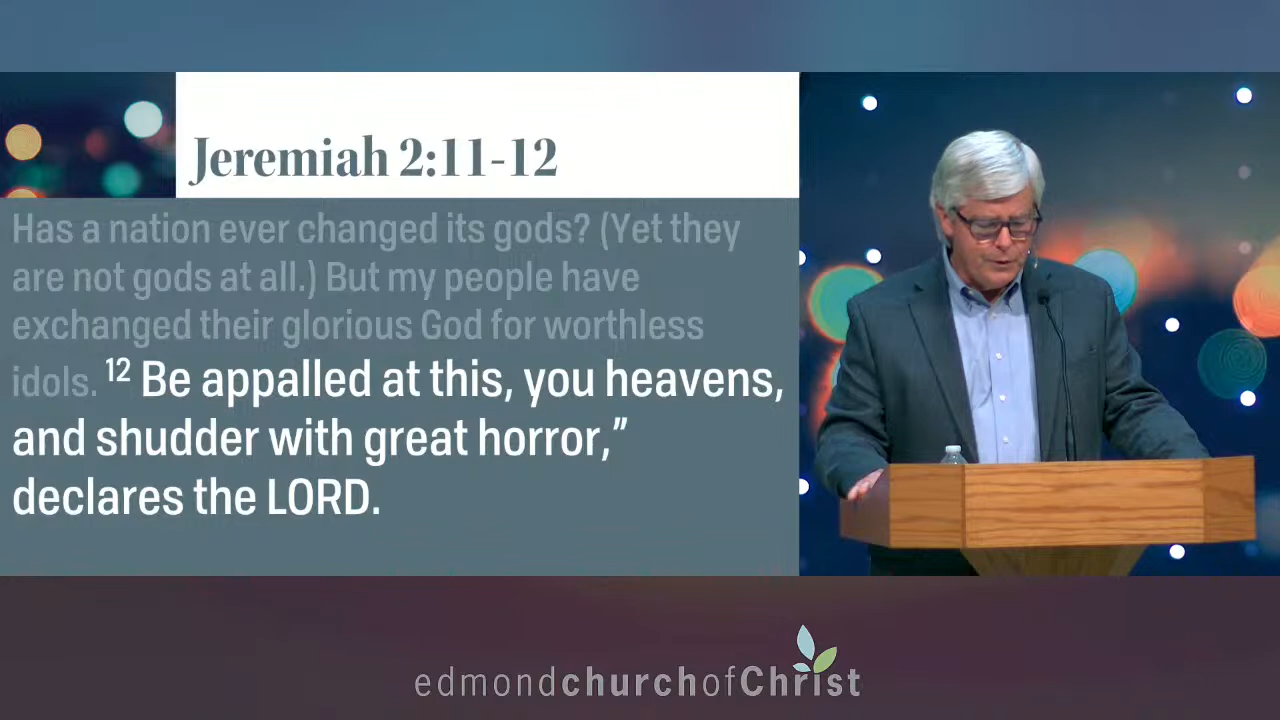 Jeremiah 2:11-12
Has a nation ever changed its gods? (Yet they
are not gods at all.) But my people have
exchanged their glorious God for worthless
idols. ¹² Be appalled at this, you heavens,
and shudder with great horror,”
declares the LORD.
edmondchurchofChrist